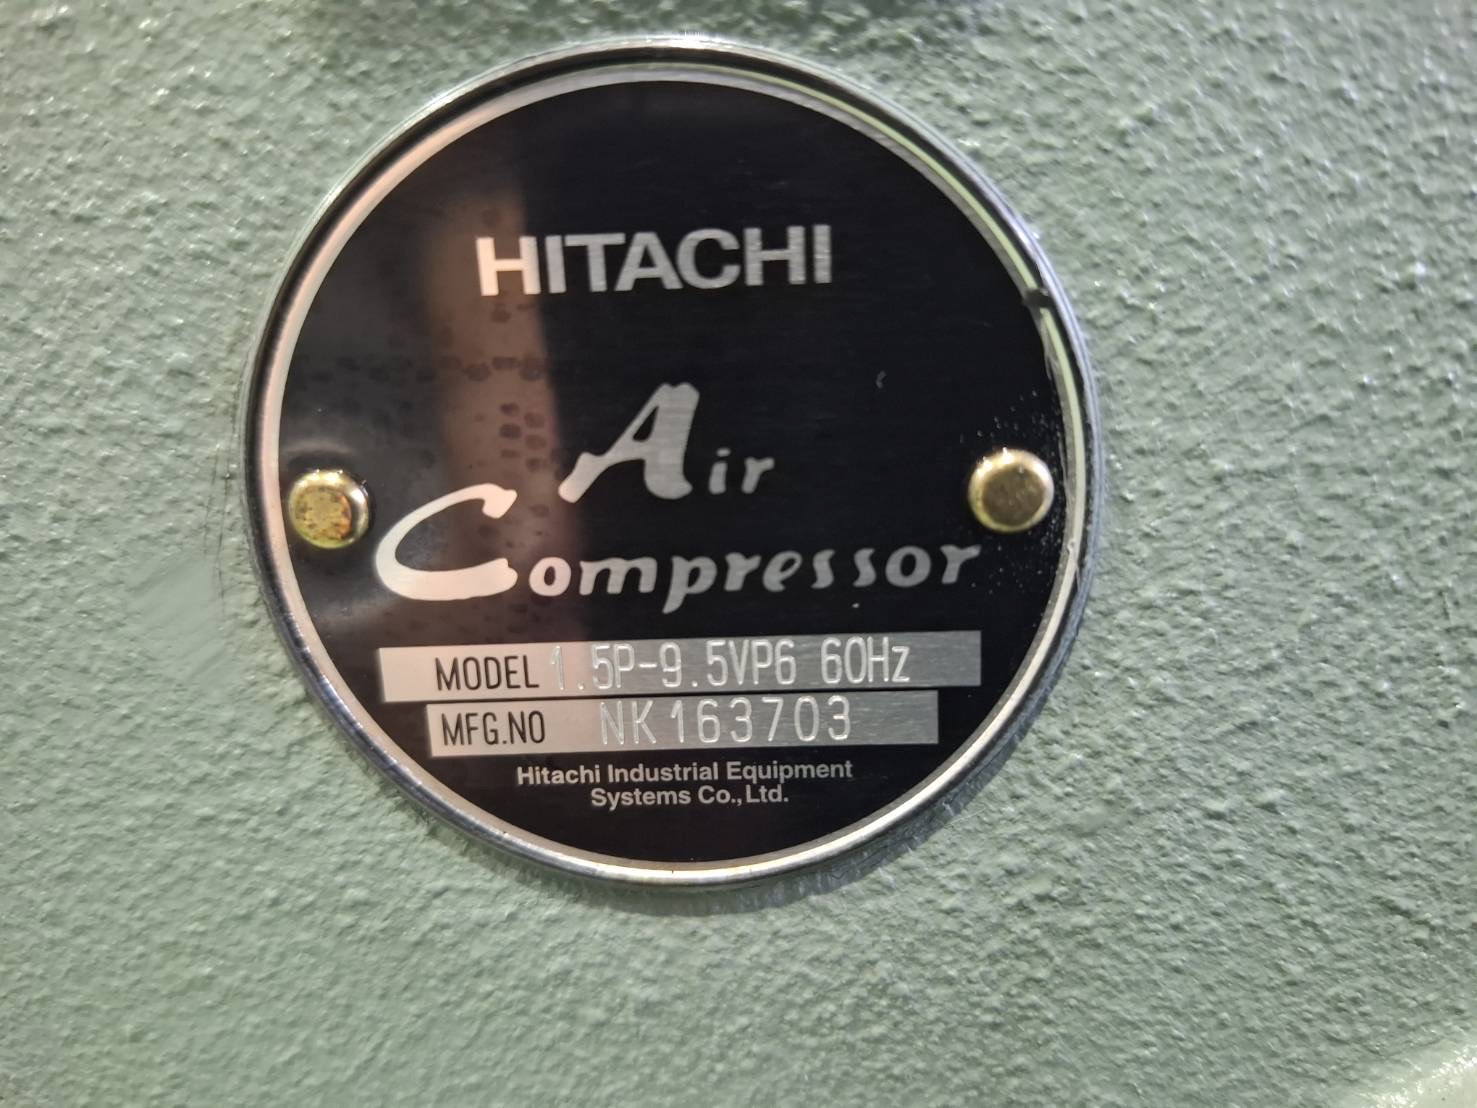 HITACHI
Air
Compressor
MODEL 1.5P-9.5VP6 60Hz
MFG.NO NK163703
Hitachi Industrial Equipment
Systems Co.,Ltd.